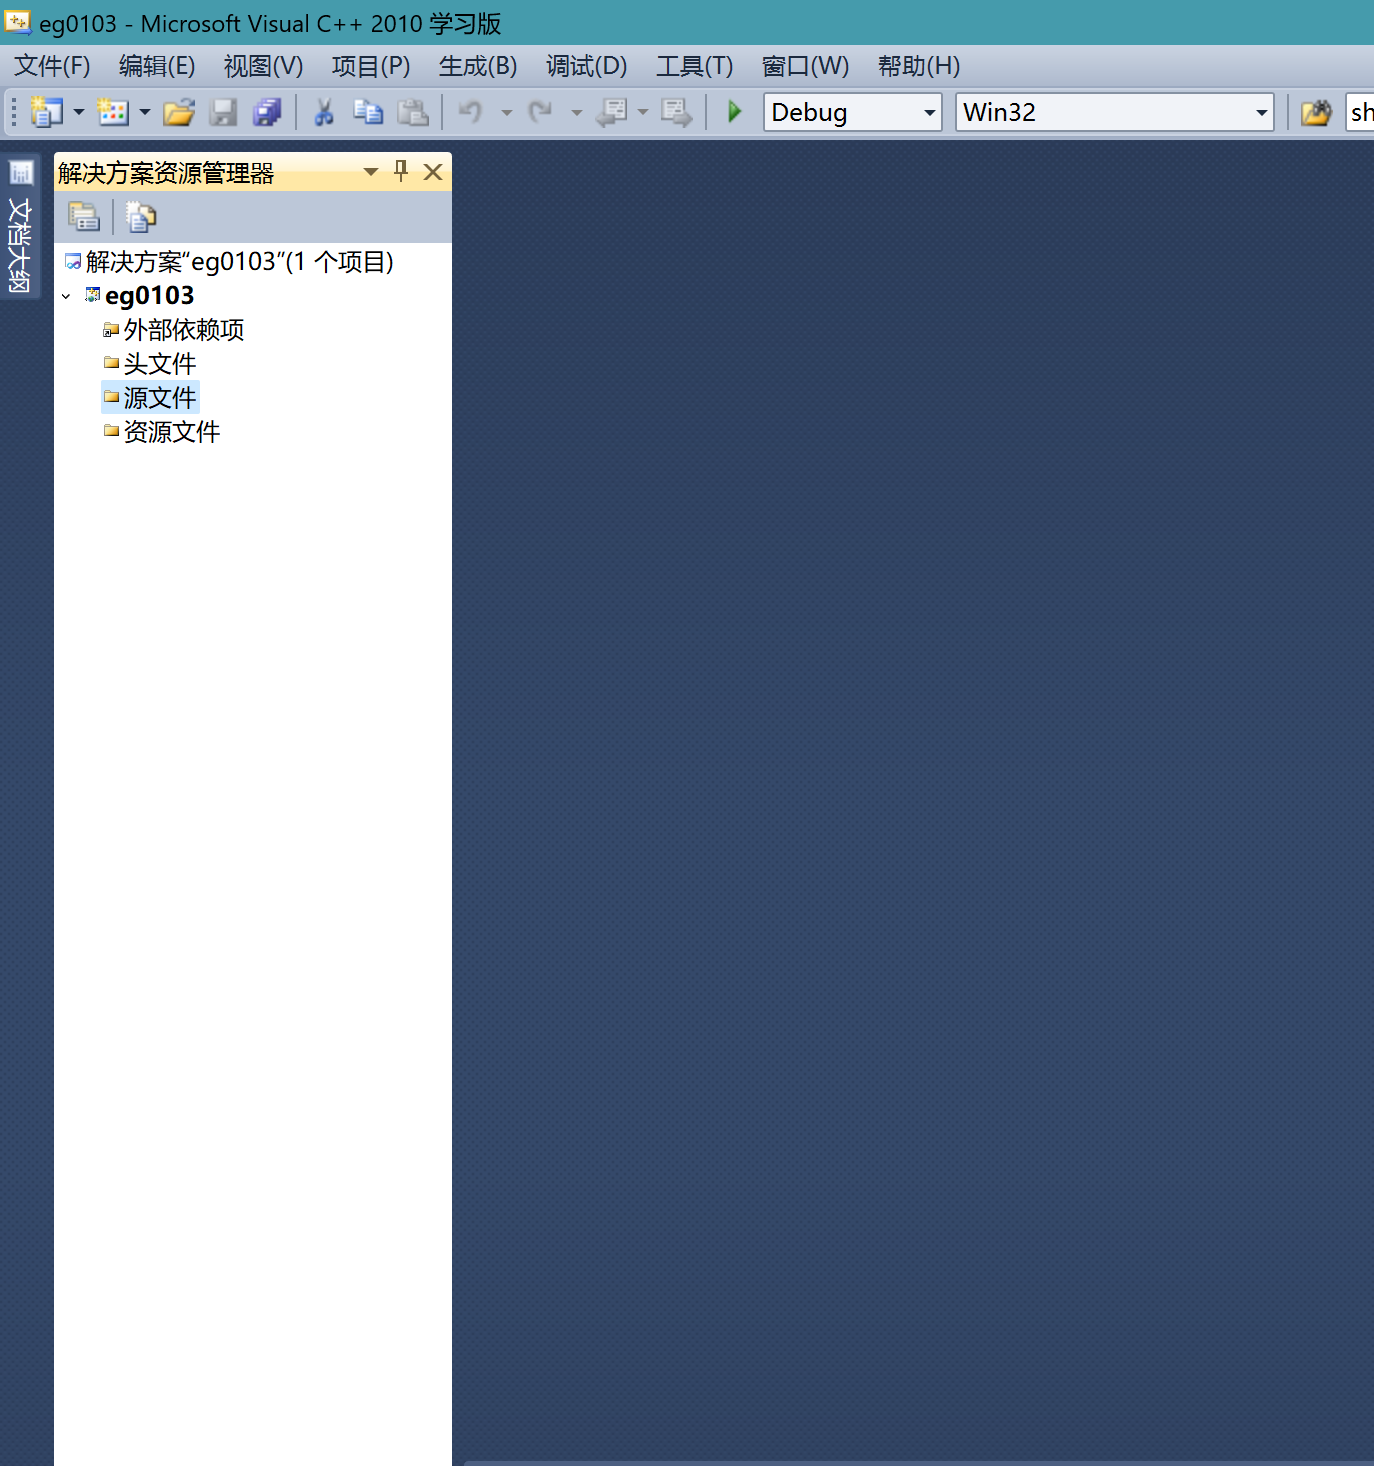 eg0103 - Microsoft Visual C++ 2010 学习版
文件(F) 编辑(E) 视图(V) 项目(P) 生成(B) 调试(D) 工具(T) 窗口(W) 帮助(H)
Debug Win32 sh
文档大纲
解决方案资源管理器
解决方案“eg0103”(1 个项目)
eg0103
外部依赖项
头文件
源文件
资源文件